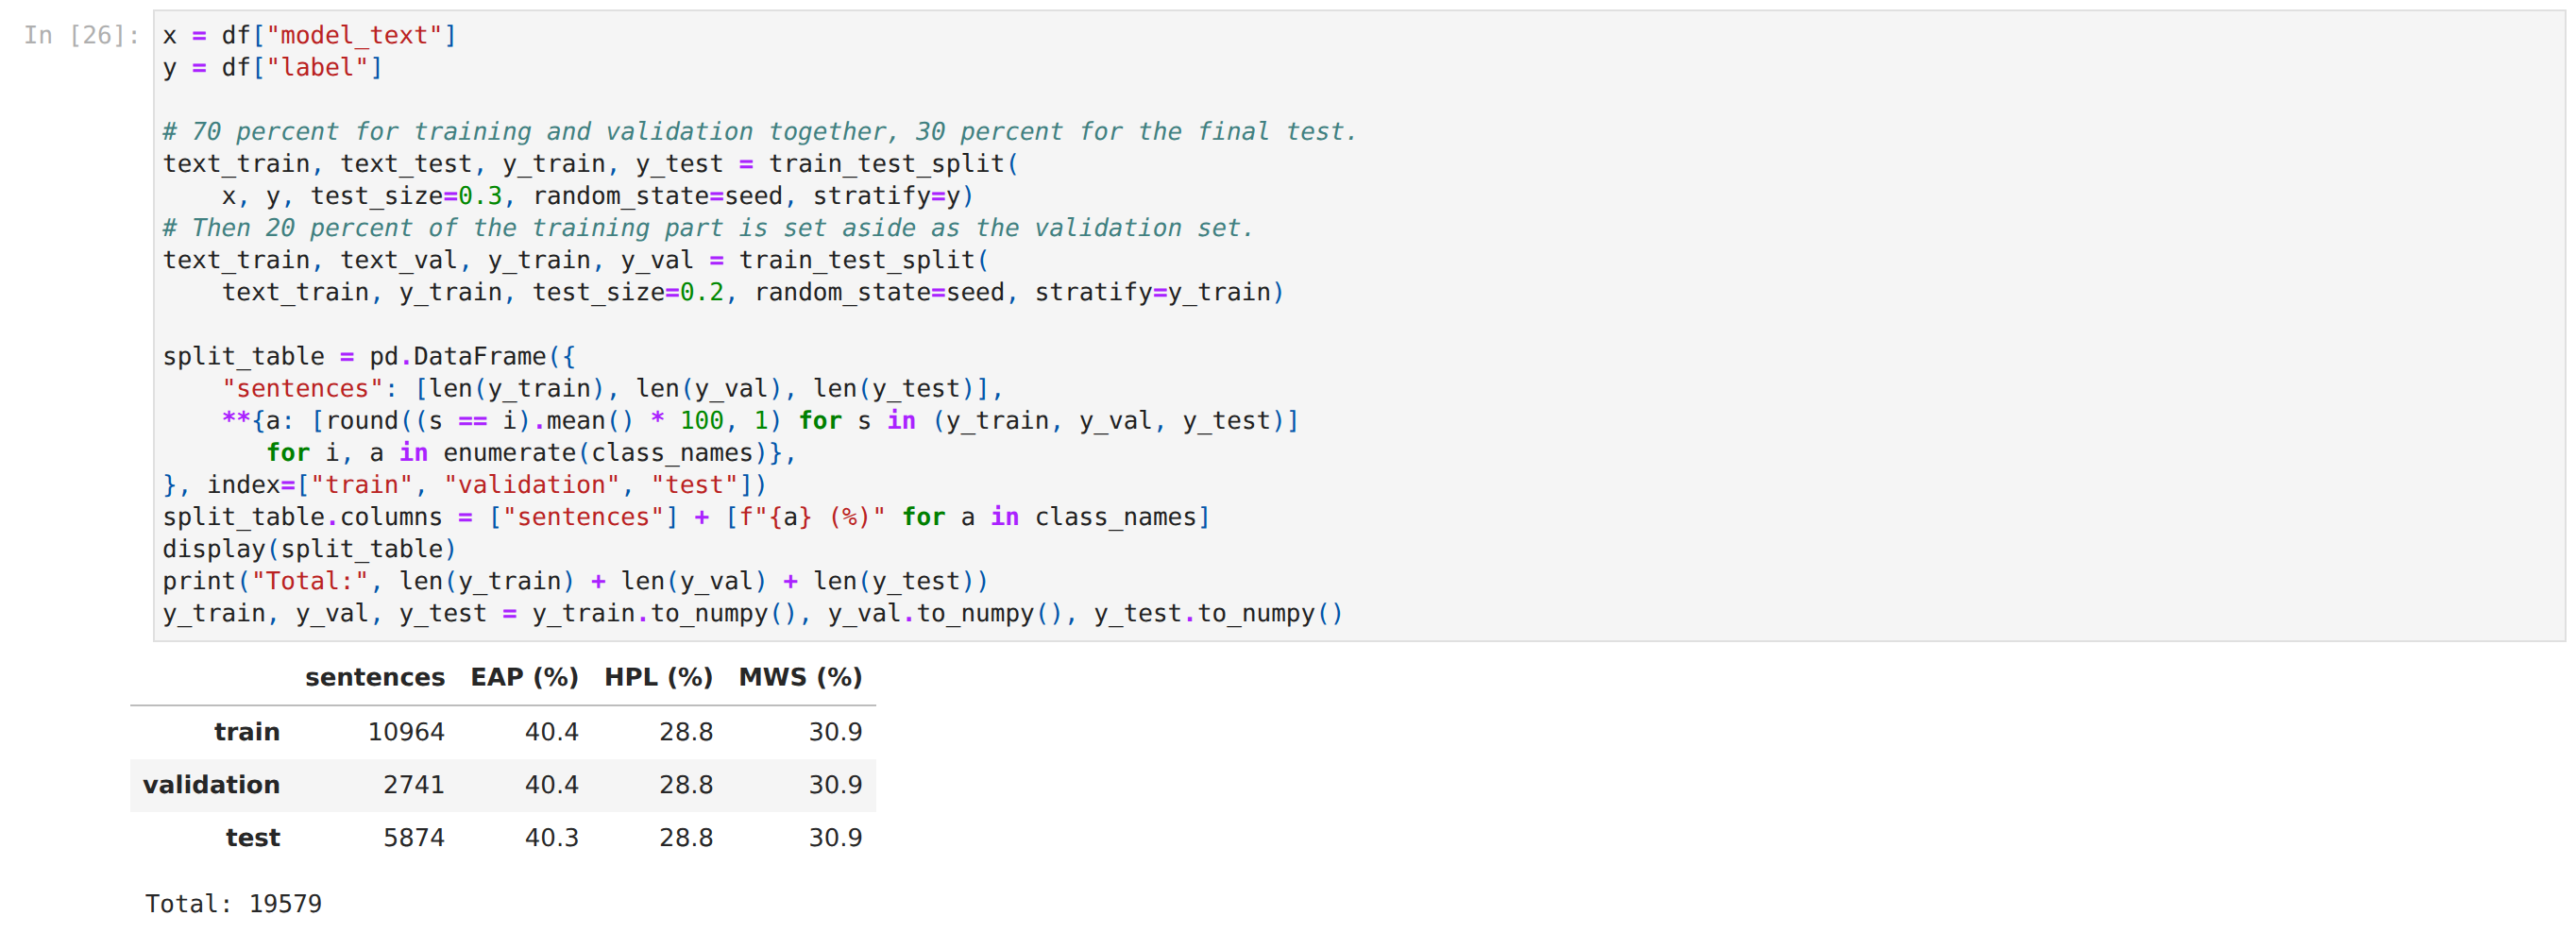 In [26]:
x = df["model_text"]
y = df["label"]

# 70 percent for training and validation together, 30 percent for the final test.
text_train, text_test, y_train, y_test = train_test_split(
    x, y, test_size=0.3, random_state=seed, stratify=y)
# Then 20 percent of the training part is set aside as the validation set.
text_train, text_val, y_train, y_val = train_test_split(
    text_train, y_train, test_size=0.2, random_state=seed, stratify=y_train)

split_table = pd.DataFrame({
    "sentences": [len(y_train), len(y_val), len(y_test)],
    **{a: [round((s == i).mean() * 100, 1) for s in (y_train, y_val, y_test)]
       for i, a in enumerate(class_names)},
}, index=["train", "validation", "test"])
split_table.columns = ["sentences"] + [f"{a} (%)" for a in class_names]
display(split_table)
print("Total:", len(y_train) + len(y_val) + len(y_test))
y_train, y_val, y_test = y_train.to_numpy(), y_val.to_numpy(), y_test.to_numpy()
sentences EAP (%) HPL (%) MWS (%)
train 10964 40.4 28.8 30.9
validation 2741 40.4 28.8 30.9
test 5874 40.3 28.8 30.9
Total: 19579